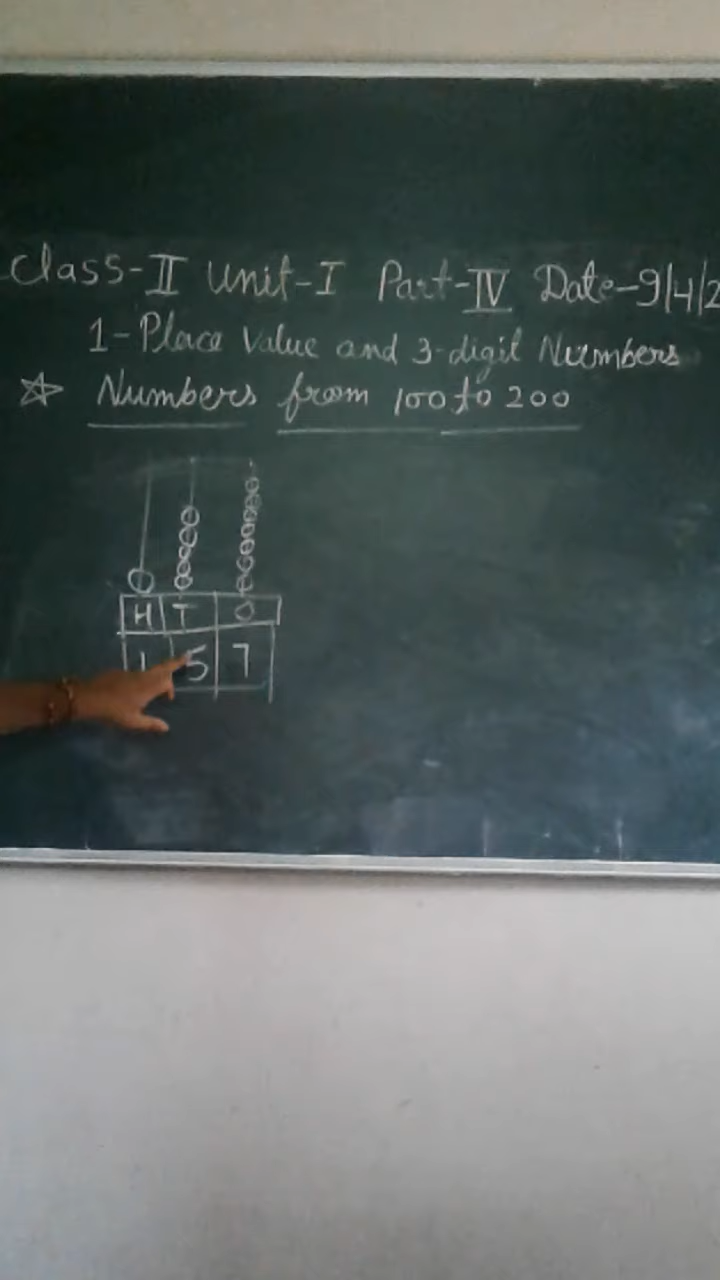 Class-II Unit-I Part-IV Date-9/4/2
1-Place Value and 3-digit Numbers
☆ Numbers from 100 to 200
H T O
1 5 7